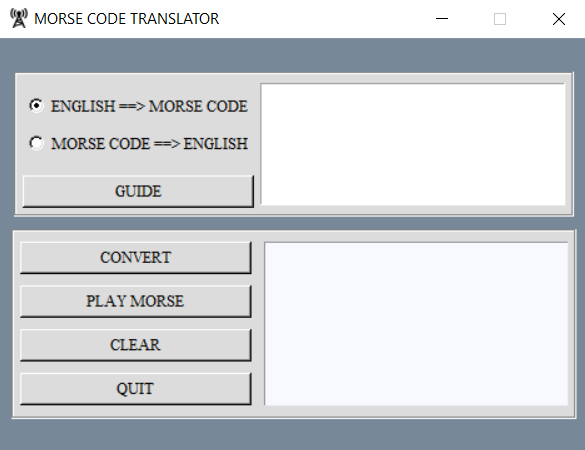 MORSE CODE TRANSLATOR
ENGLISH ==> MORSE CODE
MORSE CODE ==> ENGLISH
GUIDE
CONVERT
PLAY MORSE
CLEAR
QUIT